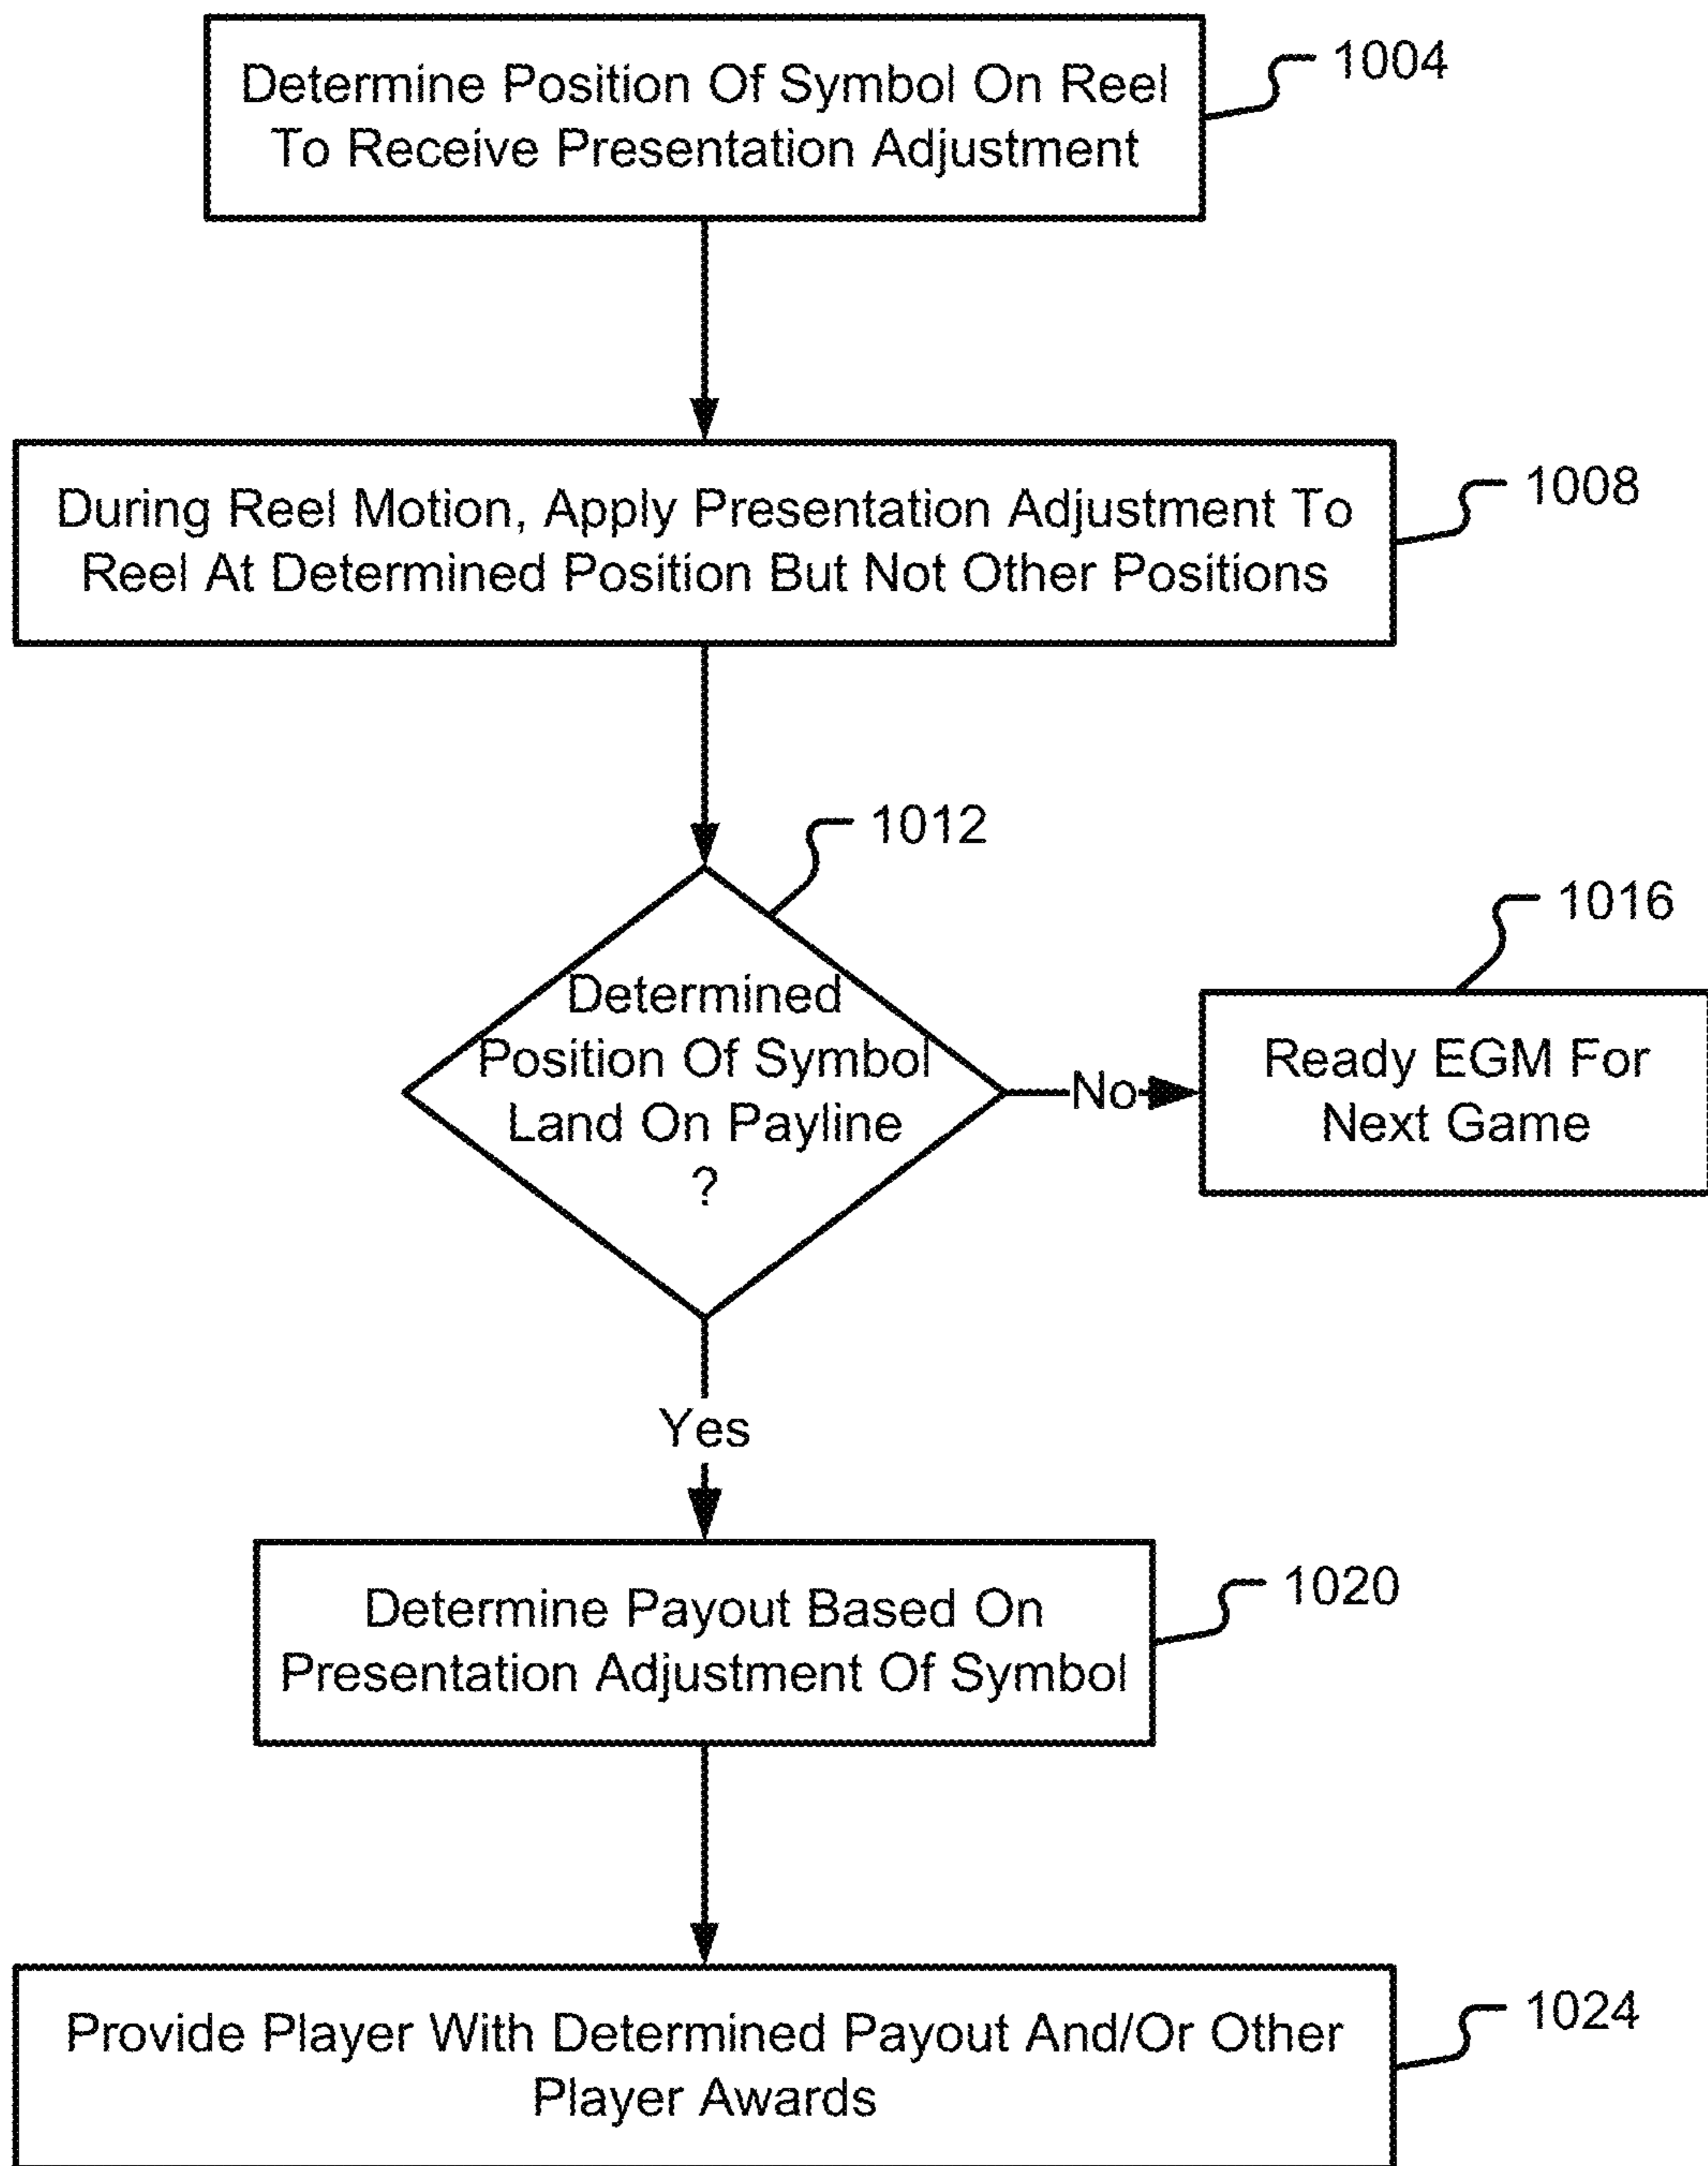 Determine Position Of Symbol On Reel
To Receive Presentation Adjustment
1004
During Reel Motion, Apply Presentation Adjustment To
Reel At Determined Position But Not Other Positions
1008
1012
Determined
Position Of Symbol
Land On Payline
?
No
1016
Ready EGM For
Next Game
Yes
Determine Payout Based On
Presentation Adjustment Of Symbol
1020
Provide Player With Determined Payout And/Or Other
Player Awards
1024